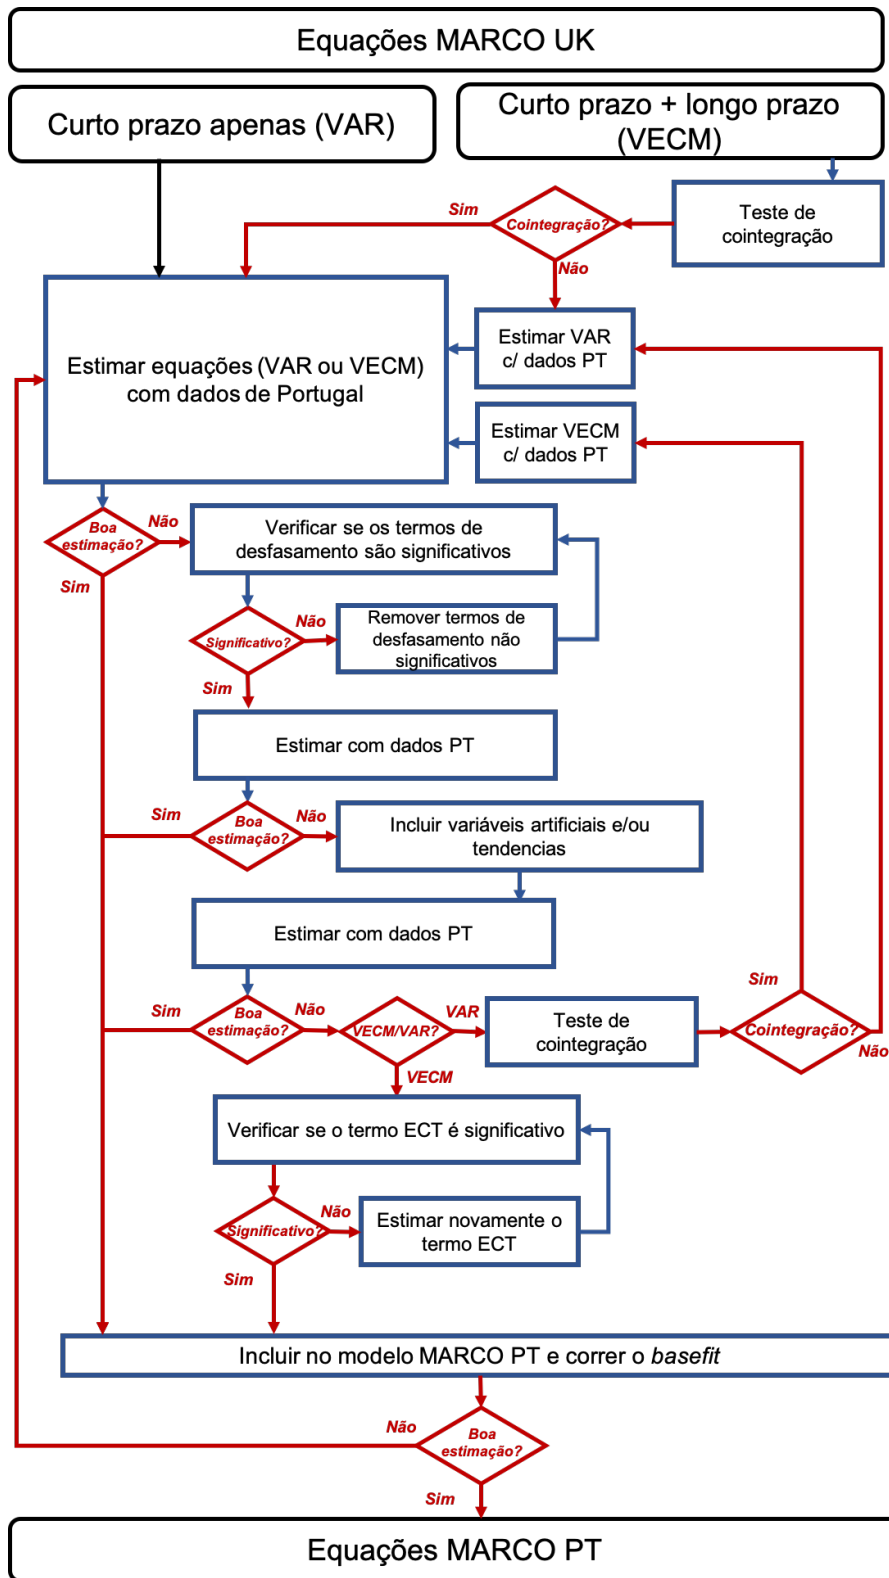 Equações MARCO UK
Curto prazo apenas (VAR)
Curto prazo + longo prazo
(VECM)
Teste de
cointegração
Cointegração?
Sim
Não
Estimar VAR
c/ dados PT
Estimar equações (VAR ou VECM)
com dados de Portugal
Estimar VECM
c/ dados PT
Boa
estimação?
Não
Sim
Verificar se os termos de
desfasamento são significativos
Significativo?
Não
Sim
Remover termos de
desfasamento não
significativos
Estimar com dados PT
Sim
Boa
estimação?
Não
Incluir variáveis artificiais e/ou
tendencias
Estimar com dados PT
Sim
Boa
estimação?
Não
VECM/VAR?
VAR
VECM
Teste de
cointegração
Sim
Cointegração?
Não
Verificar se o termo ECT é significativo
Significativo?
Não
Sim
Estimar novamente o
termo ECT
Incluir no modelo MARCO PT e correr o basefit
Não
Boa
estimação?
Sim
Equações MARCO PT